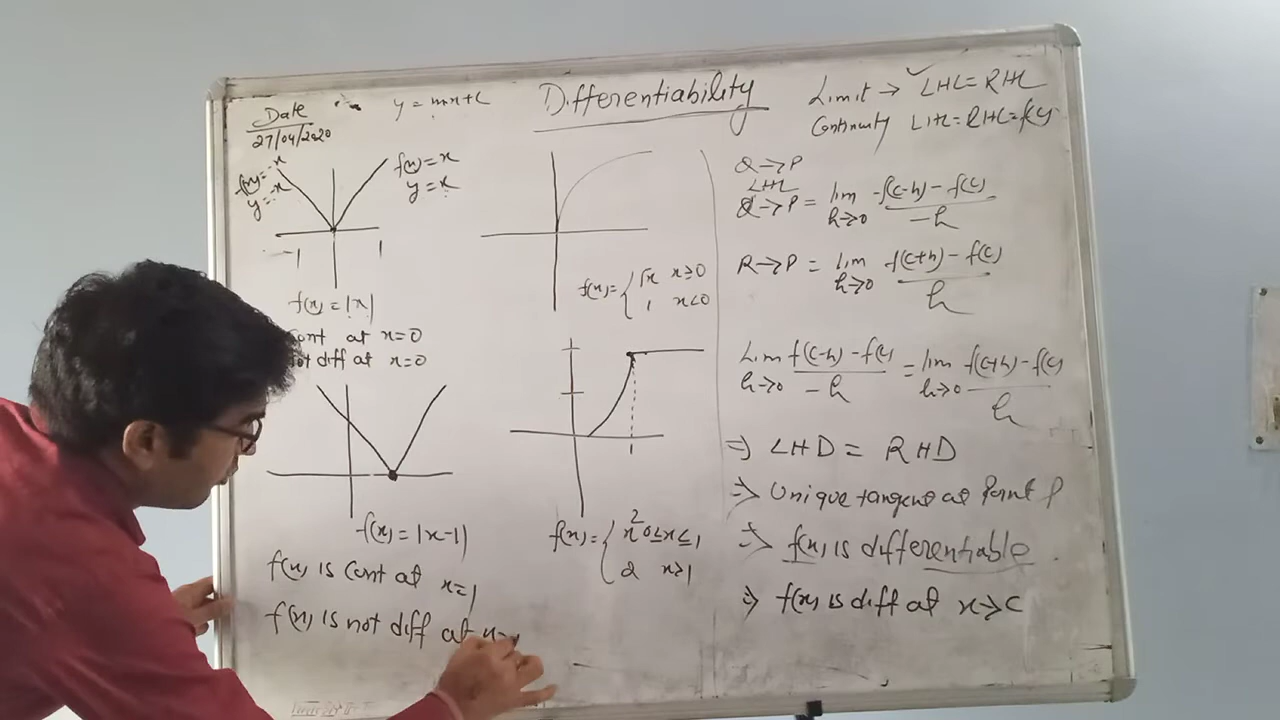 Date
27/04/2020
y = mx+c
Differentiability
Limit → LHL = RHL
Continuity LHL = RHL = f(c)
f(x) = -x
y = -x
f(x) = x
y = x
-1 1
f(x) = |x|
Cont at x=0
Not diff at x=0
f(x) = |x-1|
f(x) is Cont at x=1
f(x) is not diff at
f(x) = { √x x≥0
1 x<0
1
f(x) = { x² 0≤x≤1
2 x≥1
Q→P
LHL
Q→P = lim h→0 f(c-h) - f(c) / -h
R→P = lim h→0 f(c+h) - f(c) / h
Lim h→0 f(c-h) - f(c) / -h = lim h→0 f(c+h) - f(c) / h
⇒ LHD = RHD
⇒ Unique tangent at Point P
⇒ f(x) is differentiable.
⇒ f(x) is diff at x→c